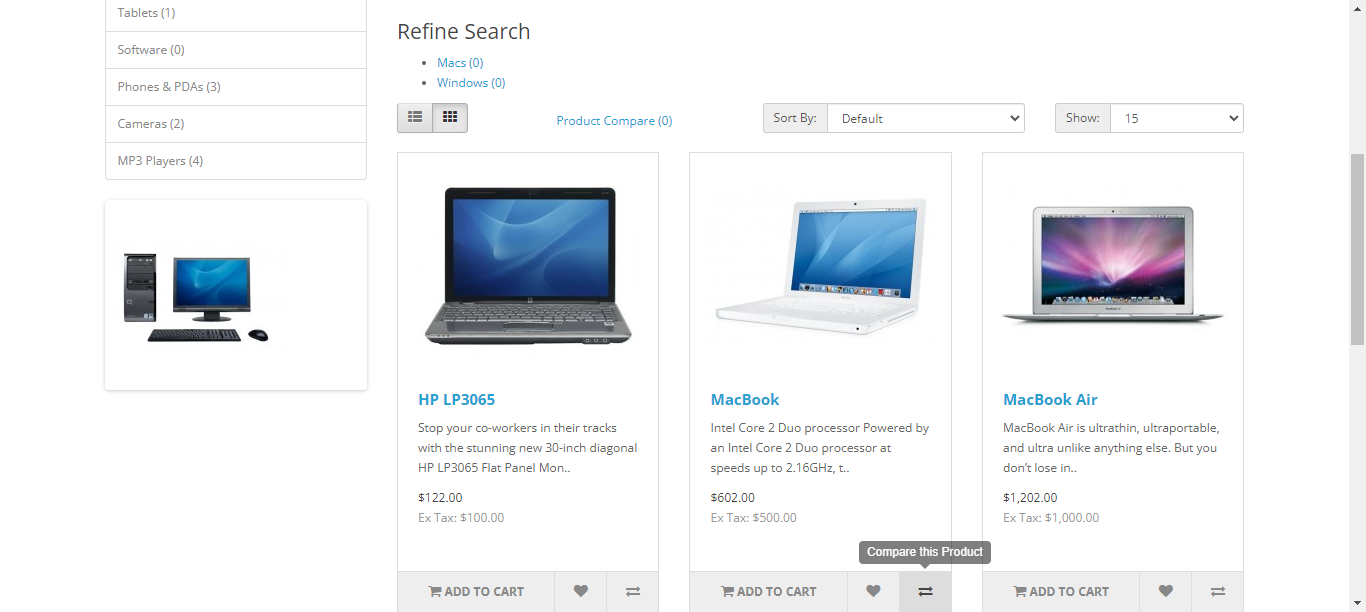 Tablets (1)
Software (0)
Phones & PDAs (3)
Cameras (2)
MP3 Players (4)
Refine Search
Macs (0)
Windows (0)
Product Compare (0)
Sort By:
Default
Show:
15
HP LP3065
Stop your co-workers in their tracks
with the stunning new 30-inch diagonal
HP LP3065 Flat Panel Mon..
$122.00
Ex Tax: $100.00
ADD TO CART
MacBook
Intel Core 2 Duo processor Powered by
an Intel Core 2 Duo processor at
speeds up to 2.16GHz, t..
$602.00
Ex Tax: $500.00
Compare this Product
ADD TO CART
MacBook Air
MacBook Air is ultrathin, ultraportable,
and ultra unlike anything else. But you
don’t lose in..
$1,202.00
Ex Tax: $1,000.00
ADD TO CART